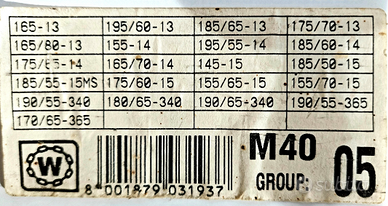 165-13 195/60-13 185/65-13 175/70-13
165/80-13 155-14 195/55-14 185/60-14
175/65-14 165/70-14 145-15 185/50-15
185/55-15MS 175/60-15 155/65-15 155/70-15
190/55-340 180/65-340 190/65-340 190/55-365
170/65-365
W
M40
GROUP: 05
8 001879 031937